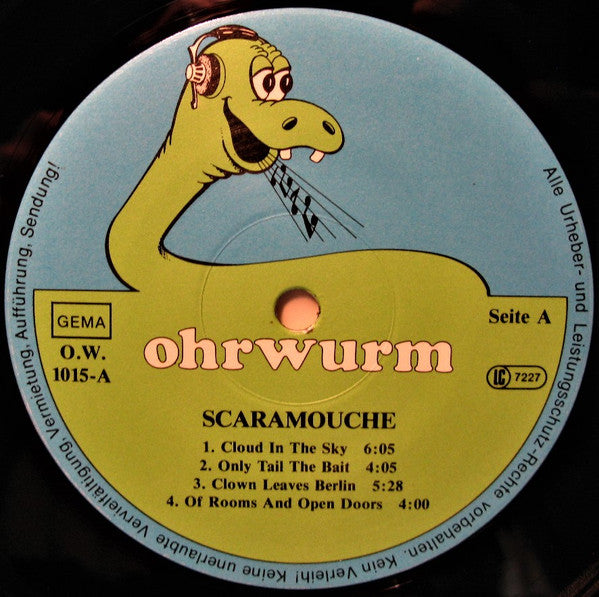 Alle Urheber- und Leistungsschutz-Rechte vorbehalten. Kein Verleih! Keine unerlaubte Vervielfältigung, Vermietung, Aufführung, Sendung!
GEMA
O.W.
1015-A
Seite A
LC 7227
ohrwurm
SCARAMOUCHE
1. Cloud In The Sky 6:05
2. Only Tail The Bait 4:05
3. Clown Leaves Berlin 5:28
4. Of Rooms And Open Doors 4:00